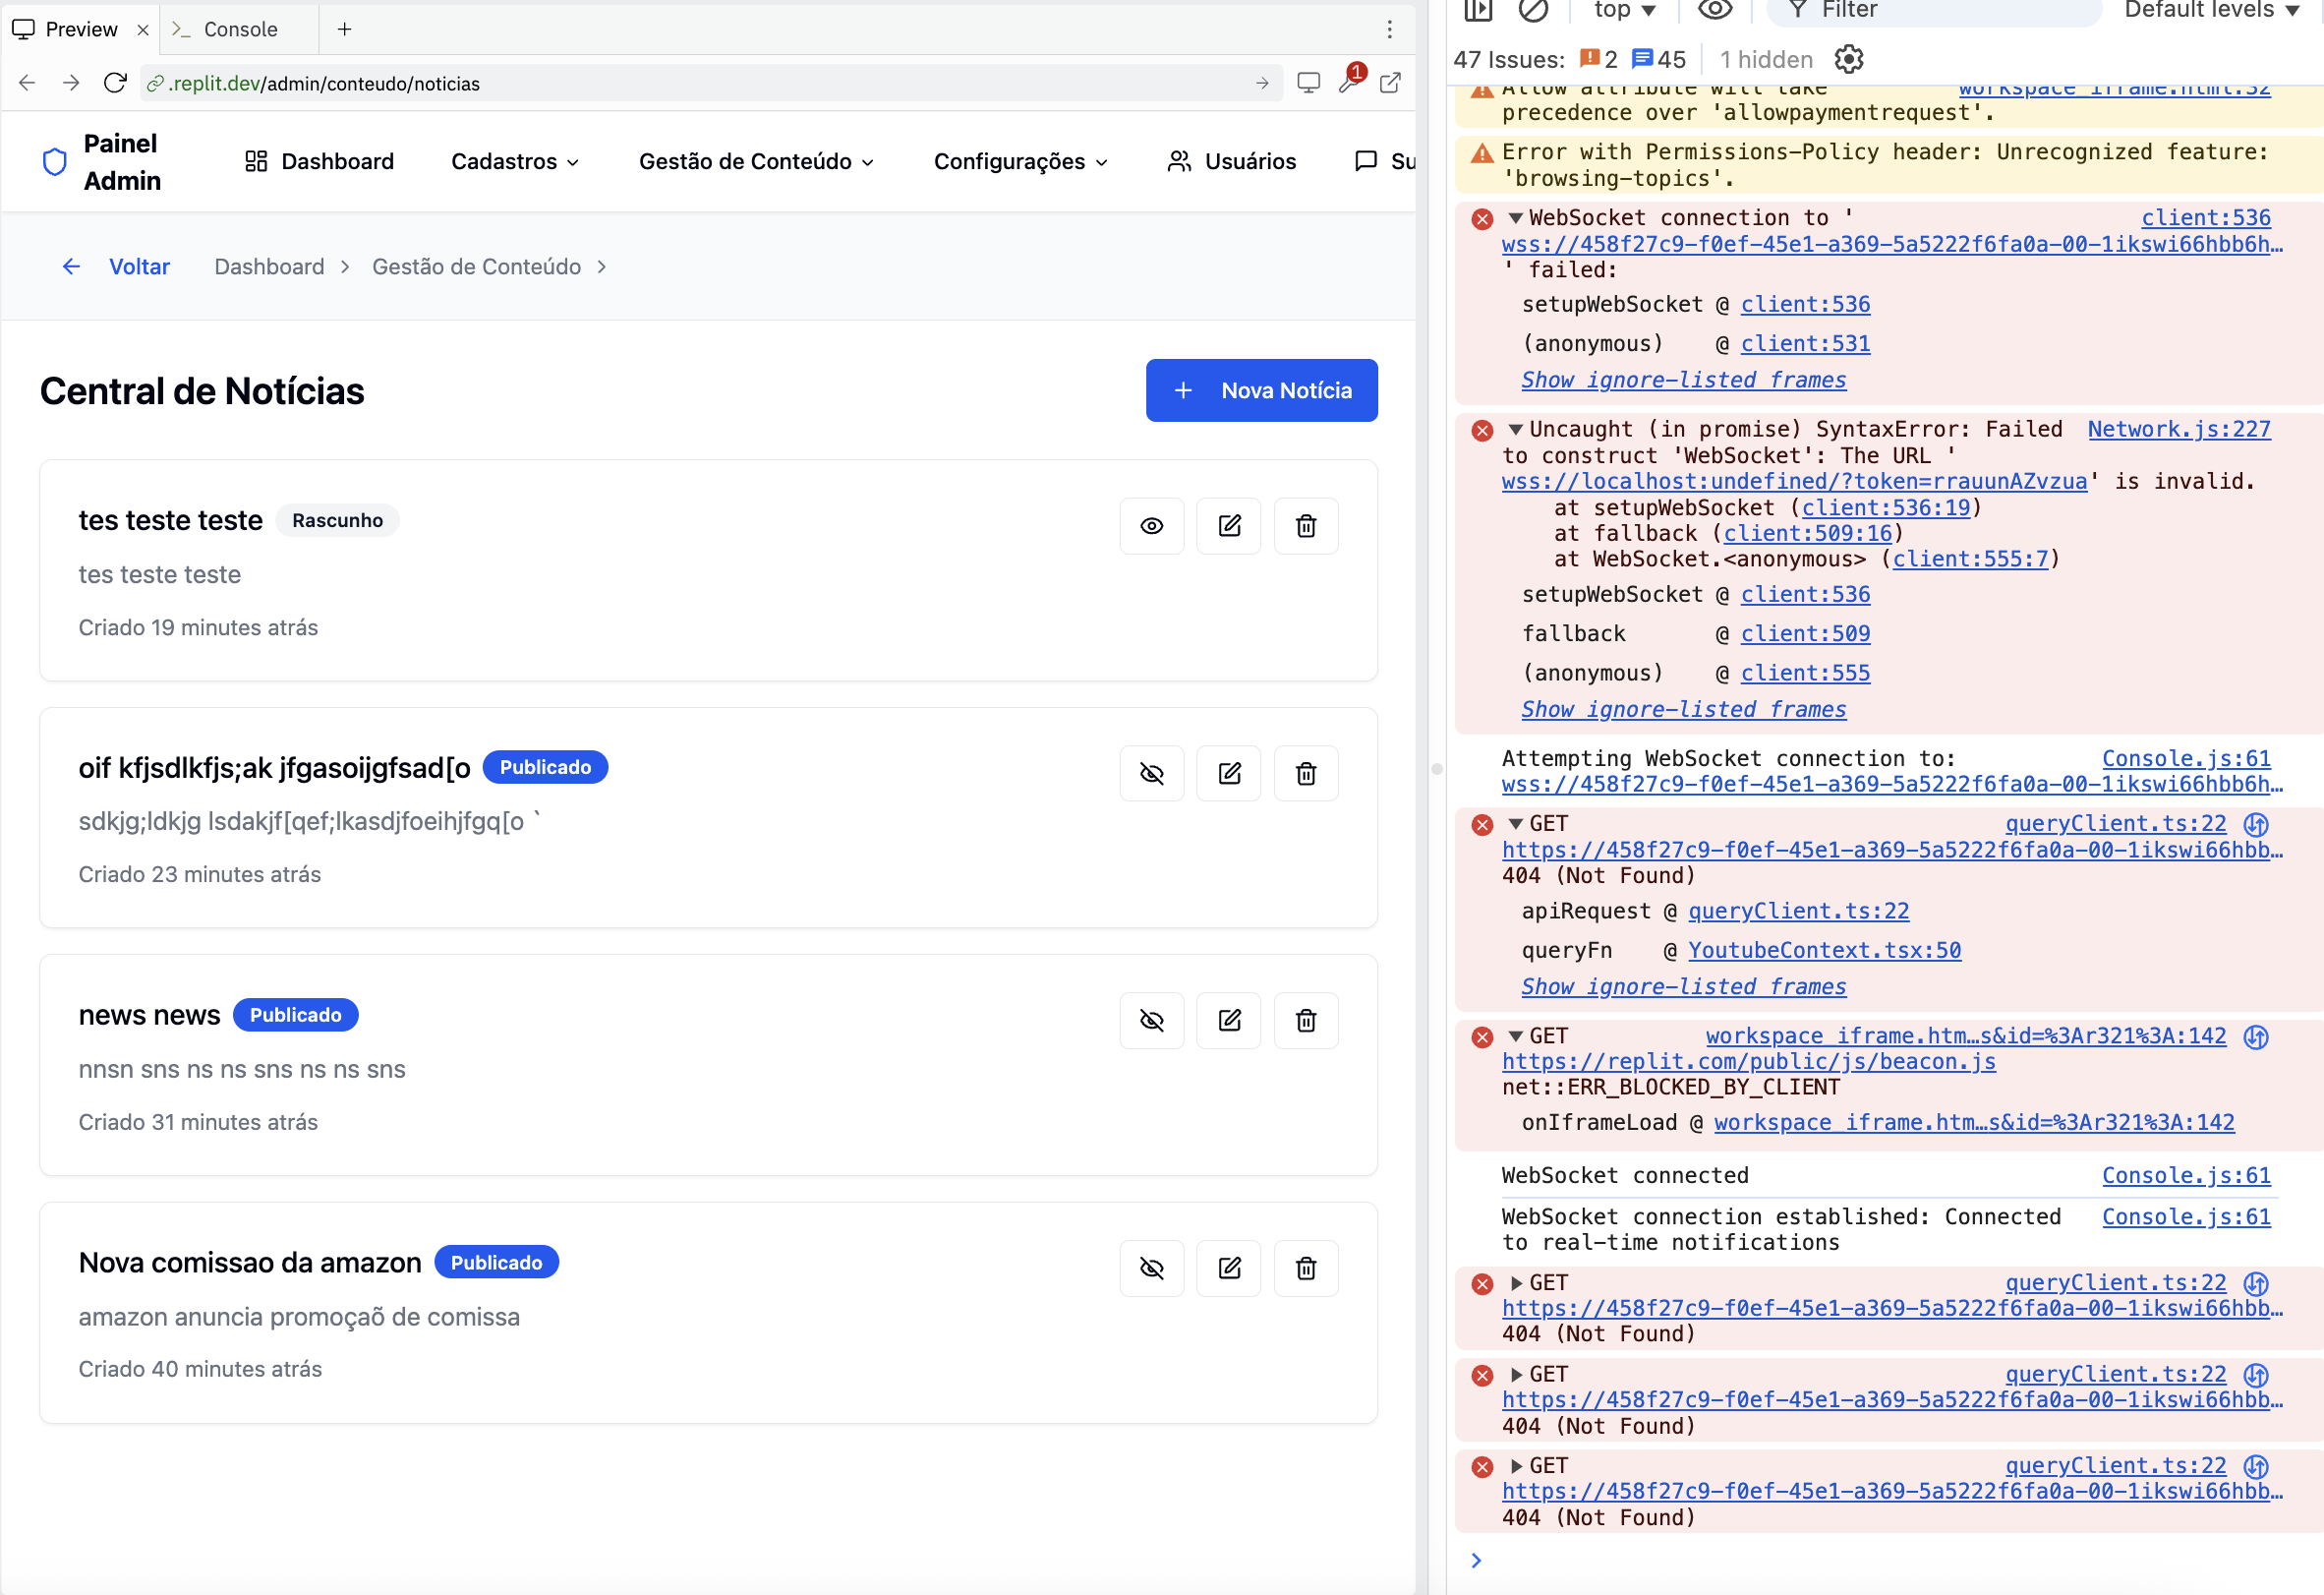 Preview
Console
.replit.dev/admin/conteudo/noticias
1
Painel
Admin
Dashboard
Cadastros
Gestão de Conteúdo
Configurações
Usuários
Su
Voltar
Dashboard
Gestão de Conteúdo
Central de Notícias
+ Nova Notícia
tes teste teste Rascunho
tes teste teste
Criado 19 minutes atrás
oif kfjsdlkfjs;ak jfgasoijgfsad[o Publicado
sdkjg;ldkjg lsdakjf[qef;lkasdjfoeihjfgq[o `
Criado 23 minutes atrás
news news Publicado
nnsn sns ns ns sns ns ns sns
Criado 31 minutes atrás
Nova comissao da amazon Publicado
amazon anuncia promoçaõ de comissa
Criado 40 minutes atrás
top
Filter
Default levels
47 Issues: 2 45 1 hidden
Allow attribute will take workspace_iframe.html:52
precedence over 'allowpaymentrequest'.
Error with Permissions-Policy header: Unrecognized feature:
'browsing-topics'.
WebSocket connection to ' client:536
wss://458f27c9-f0ef-45e1-a369-5a5222f6fa0a-00-1ikswi66hbb6h…
' failed:
setupWebSocket @ client:536
(anonymous) @ client:531
Show ignore-listed frames
Uncaught (in promise) SyntaxError: Failed Network.js:227
to construct 'WebSocket': The URL '
wss://localhost:undefined/?token=rrauunAZvzua' is invalid.
at setupWebSocket (client:536:19)
at fallback (client:509:16)
at WebSocket.<anonymous> (client:555:7)
setupWebSocket @ client:536
fallback @ client:509
(anonymous) @ client:555
Show ignore-listed frames
Attempting WebSocket connection to: Console.js:61
wss://458f27c9-f0ef-45e1-a369-5a5222f6fa0a-00-1ikswi66hbb6h…
GET queryClient.ts:22
https://458f27c9-f0ef-45e1-a369-5a5222f6fa0a-00-1ikswi66hbb…
404 (Not Found)
apiRequest @ queryClient.ts:22
queryFn @ YoutubeContext.tsx:50
Show ignore-listed frames
GET workspace_iframe.htm…s&id=%3Ar321%3A:142
https://replit.com/public/js/beacon.js
net::ERR_BLOCKED_BY_CLIENT
onIframeLoad @ workspace_iframe.htm…s&id=%3Ar321%3A:142
WebSocket connected Console.js:61
WebSocket connection established: Connected Console.js:61
to real-time notifications
GET queryClient.ts:22
https://458f27c9-f0ef-45e1-a369-5a5222f6fa0a-00-1ikswi66hbb…
404 (Not Found)
GET queryClient.ts:22
https://458f27c9-f0ef-45e1-a369-5a5222f6fa0a-00-1ikswi66hbb…
404 (Not Found)
GET queryClient.ts:22
https://458f27c9-f0ef-45e1-a369-5a5222f6fa0a-00-1ikswi66hbb…
404 (Not Found)